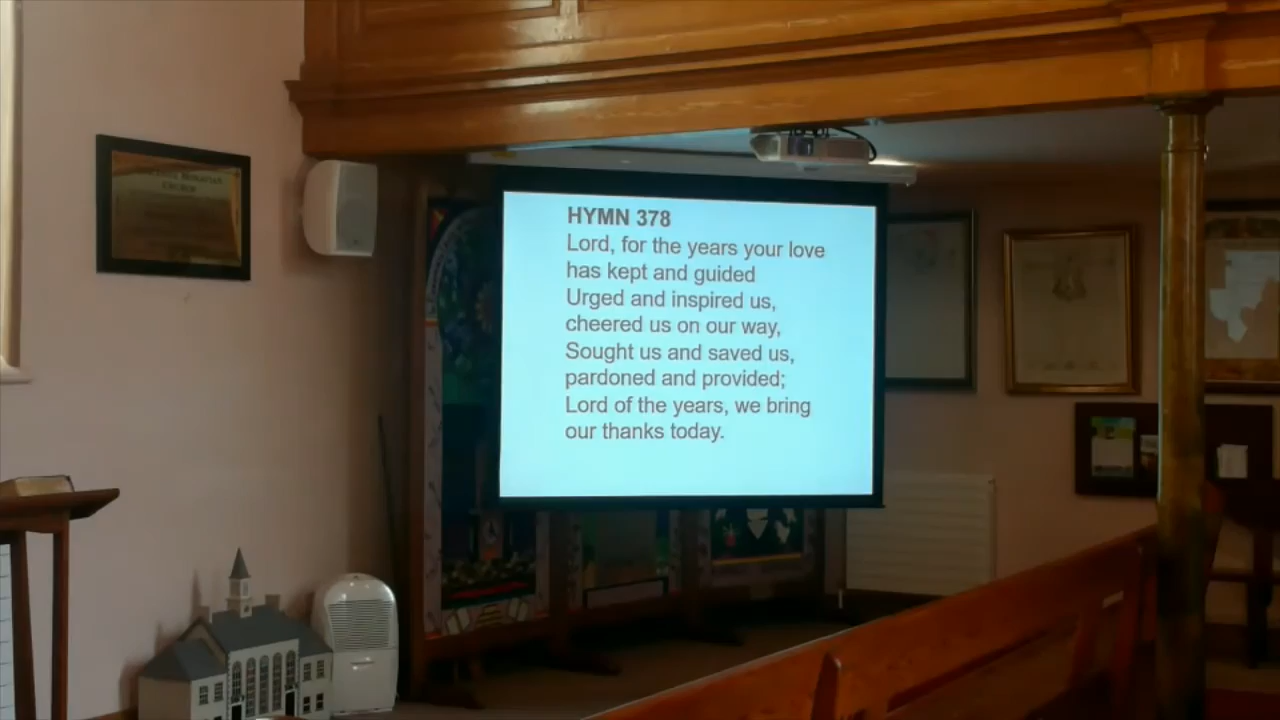 MORAVIAN
CHURCH
HYMN 378
Lord, for the years your love
has kept and guided
Urged and inspired us,
cheered us on our way,
Sought us and saved us,
pardoned and provided;
Lord of the years, we bring
our thanks today.